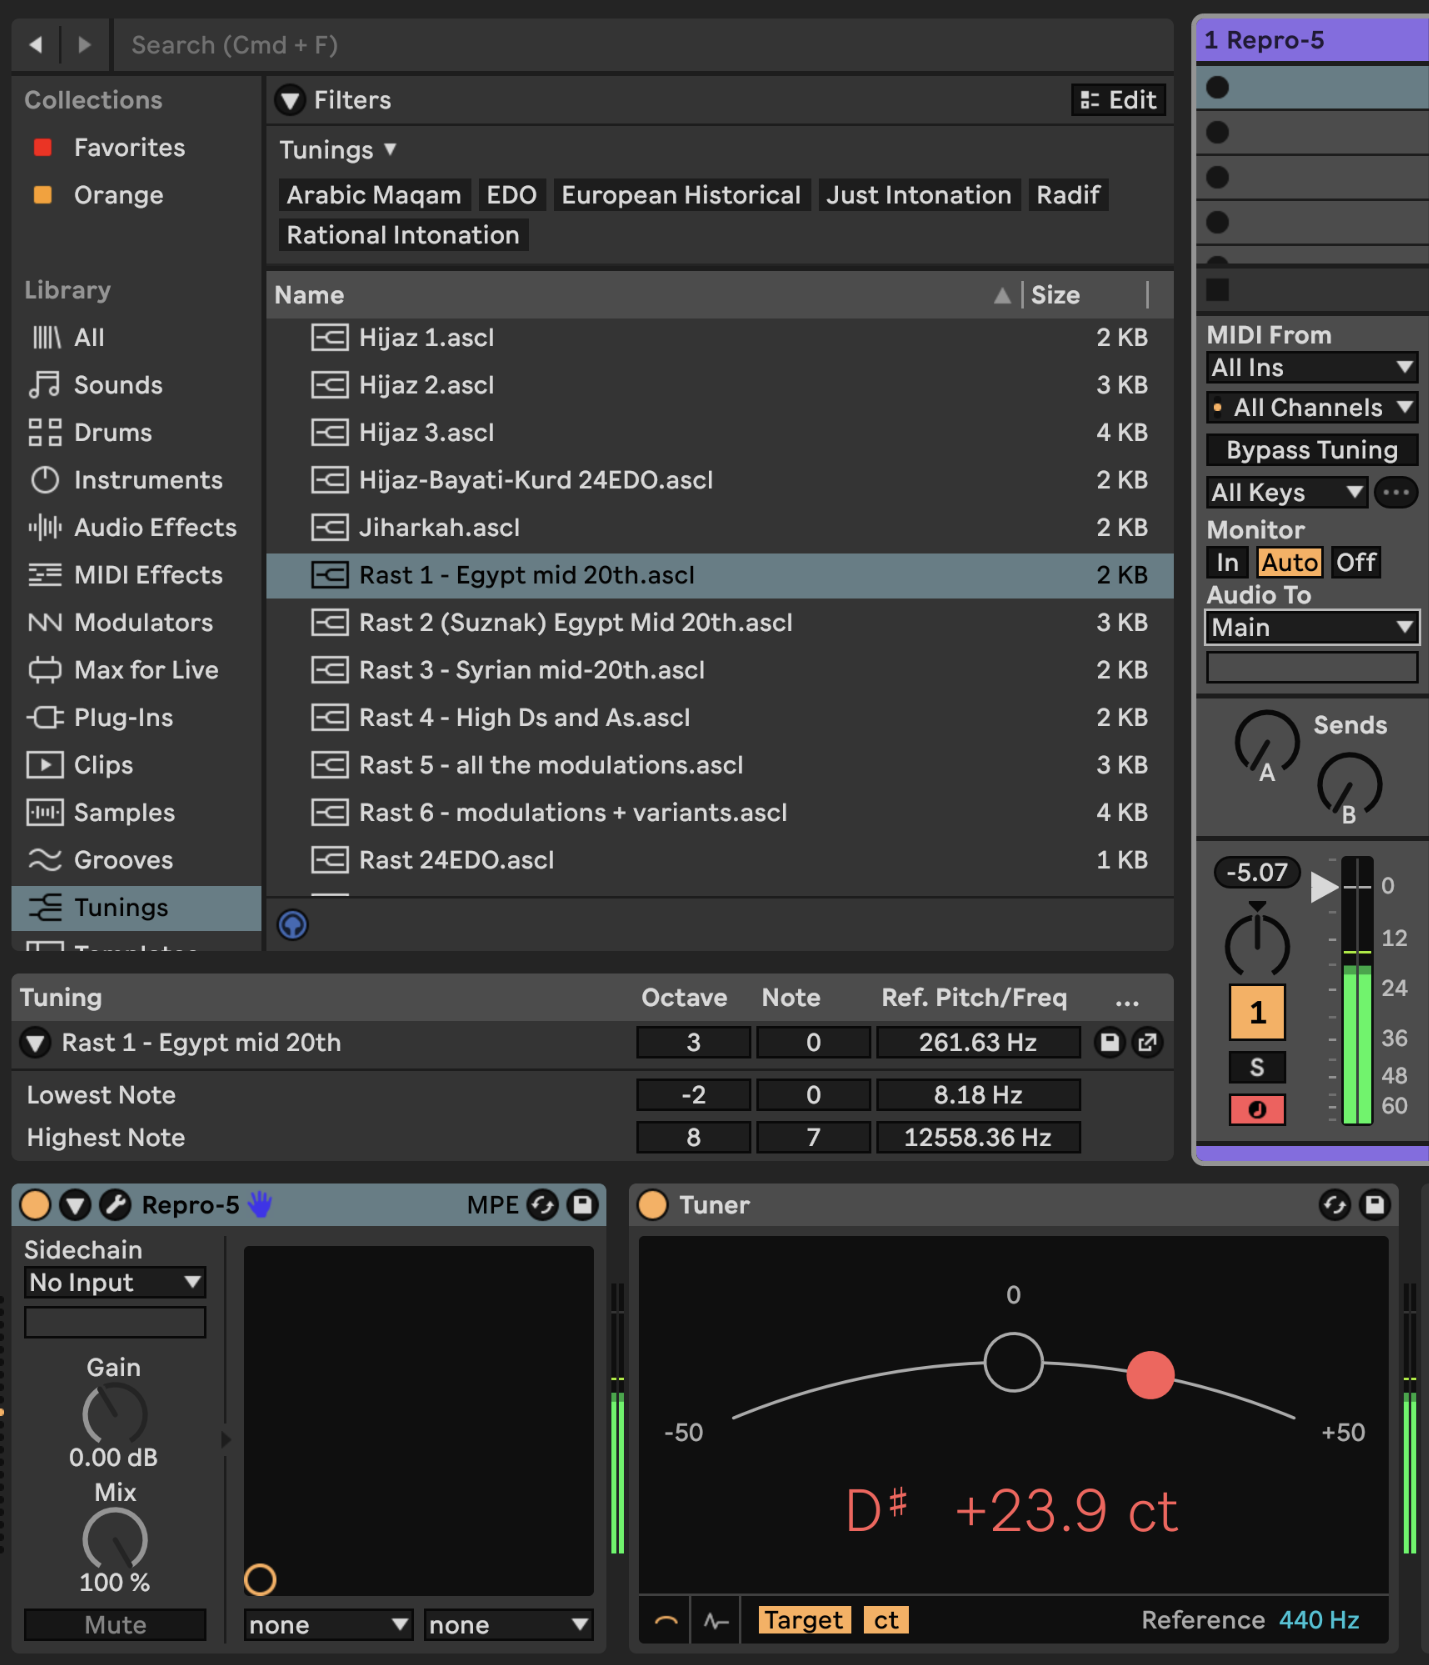 Search (Cmd + F)
Collections
Favorites
Orange
Library
All
Sounds
Drums
Instruments
Audio Effects
MIDI Effects
Modulators
Max for Live
Plug-Ins
Clips
Samples
Grooves
Tunings
Templates
Filters
Edit
Tunings
Arabic Maqam EDO European Historical Just Intonation Radif
Rational Intonation
Name Size
Hijaz 1.ascl 2 KB
Hijaz 2.ascl 3 KB
Hijaz 3.ascl 4 KB
Hijaz-Bayati-Kurd 24EDO.ascl 2 KB
Jiharkah.ascl 2 KB
Rast 1 - Egypt mid 20th.ascl 2 KB
Rast 2 (Suznak) Egypt Mid 20th.ascl 3 KB
Rast 3 - Syrian mid-20th.ascl 2 KB
Rast 4 - High Ds and As.ascl 2 KB
Rast 5 - all the modulations.ascl 3 KB
Rast 6 - modulations + variants.ascl 4 KB
Rast 24EDO.ascl 1 KB
Tuning Octave Note Ref. Pitch/Freq ...
Rast 1 - Egypt mid 20th 3 0 261.63 Hz
Lowest Note -2 0 8.18 Hz
Highest Note 8 7 12558.36 Hz
1 Repro-5
MIDI From
All Ins
All Channels
Bypass Tuning
All Keys
Monitor
In Auto Off
Audio To
Main
Sends
A
B
-5.07
0
12
24
36
48
60
1
S
Repro-5 MPE
Sidechain
No Input
Gain
0.00 dB
Mix
100 %
Mute
none none
Tuner
0
-50 +50
D♯ +23.9 ct
Target ct Reference 440 Hz